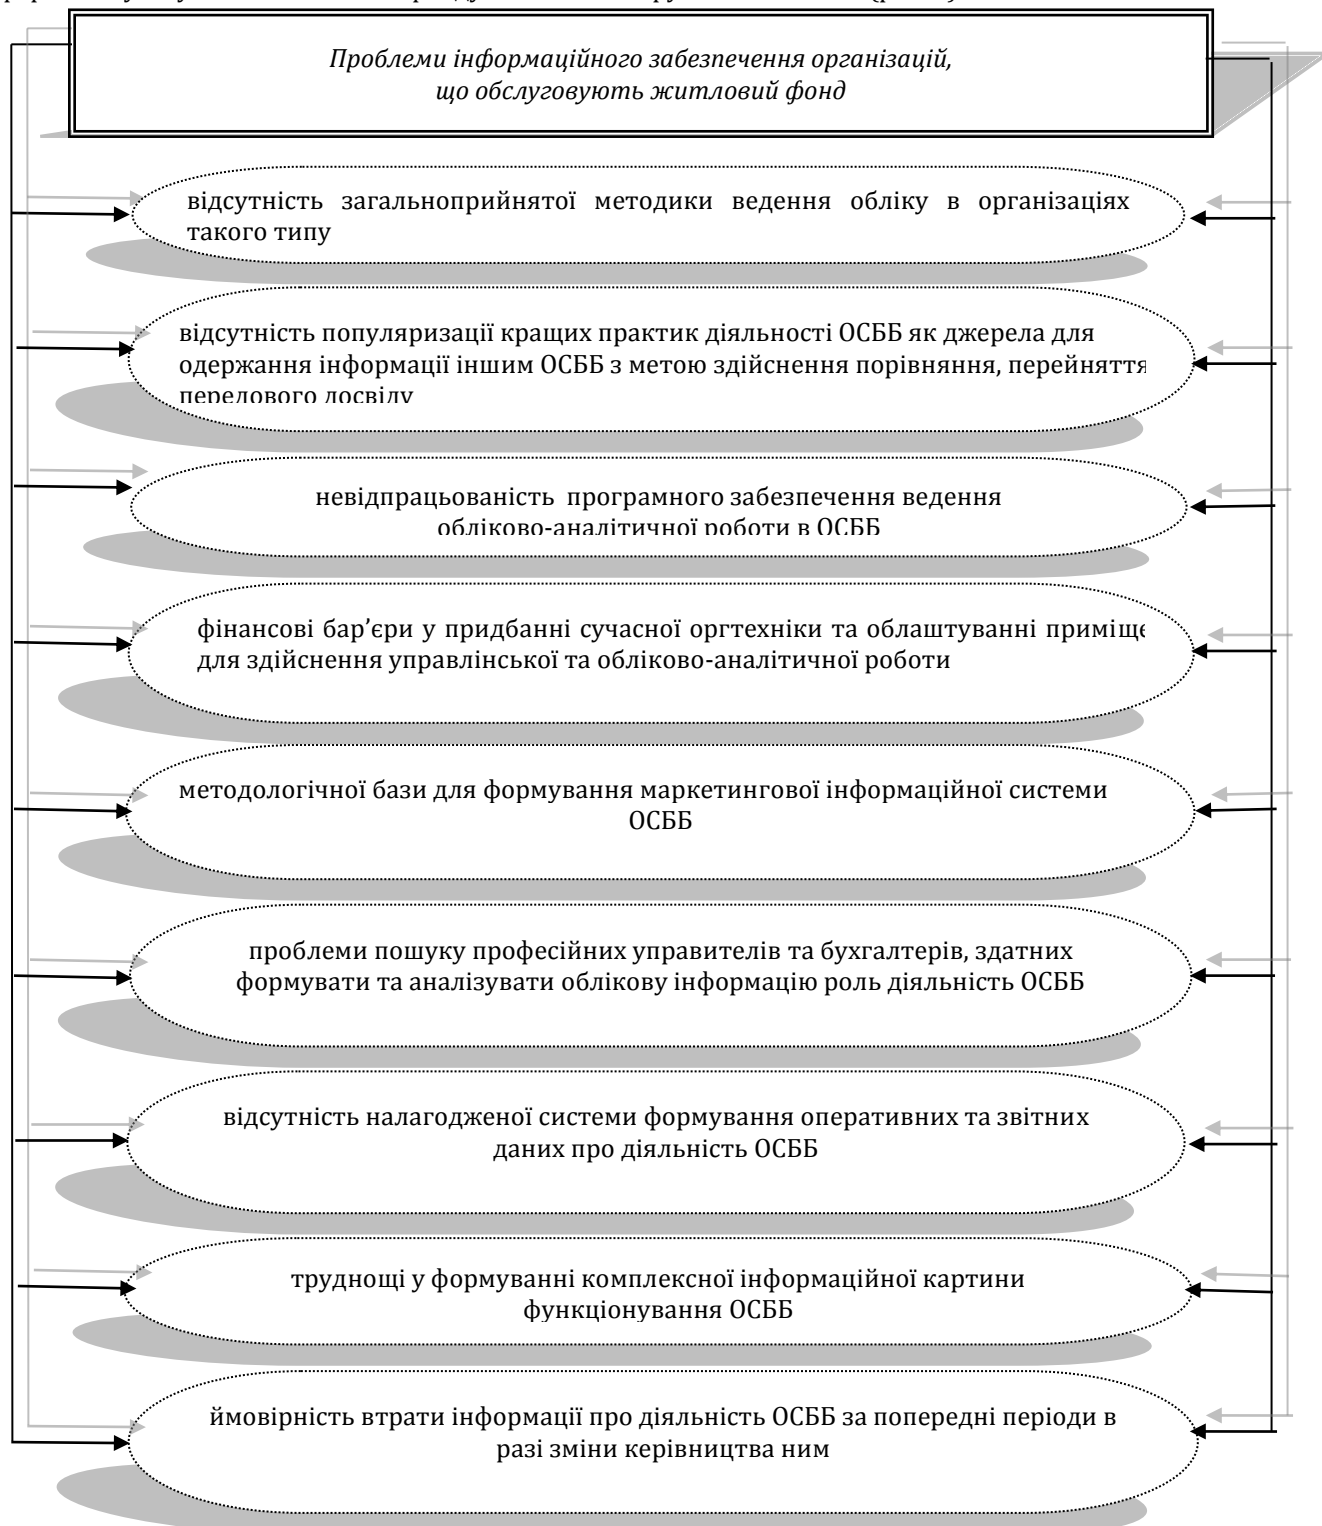 Проблеми інформаційного забезпечення організацій,
що обслуговують житловий фонд
відсутність загальноприйнятої методики ведення обліку в організаціях
такого типу
відсутність популяризації кращих практик діяльності ОСББ як джерела для
одержання інформації іншим ОСББ з метою здійснення порівняння, перейняття
передового досвіду
невідпрацьованість програмного забезпечення ведення
обліково-аналітичної роботи в ОСББ
фінансові бар’єри у придбанні сучасної оргтехніки та облаштуванні приміще
для здійснення управлінської та обліково-аналітичної роботи
методологічної бази для формування маркетингової інформаційної системи
ОСББ
проблеми пошуку професійних управителів та бухгалтерів, здатних
формувати та аналізувати облікову інформацію роль діяльність ОСББ
відсутність налагодженої системи формування оперативних та звітних
даних про діяльність ОСББ
труднощі у формуванні комплексної інформаційної картини
функціонування ОСББ
ймовірність втрати інформації про діяльність ОСББ за попередні періоди в
разі зміни керівництва ним